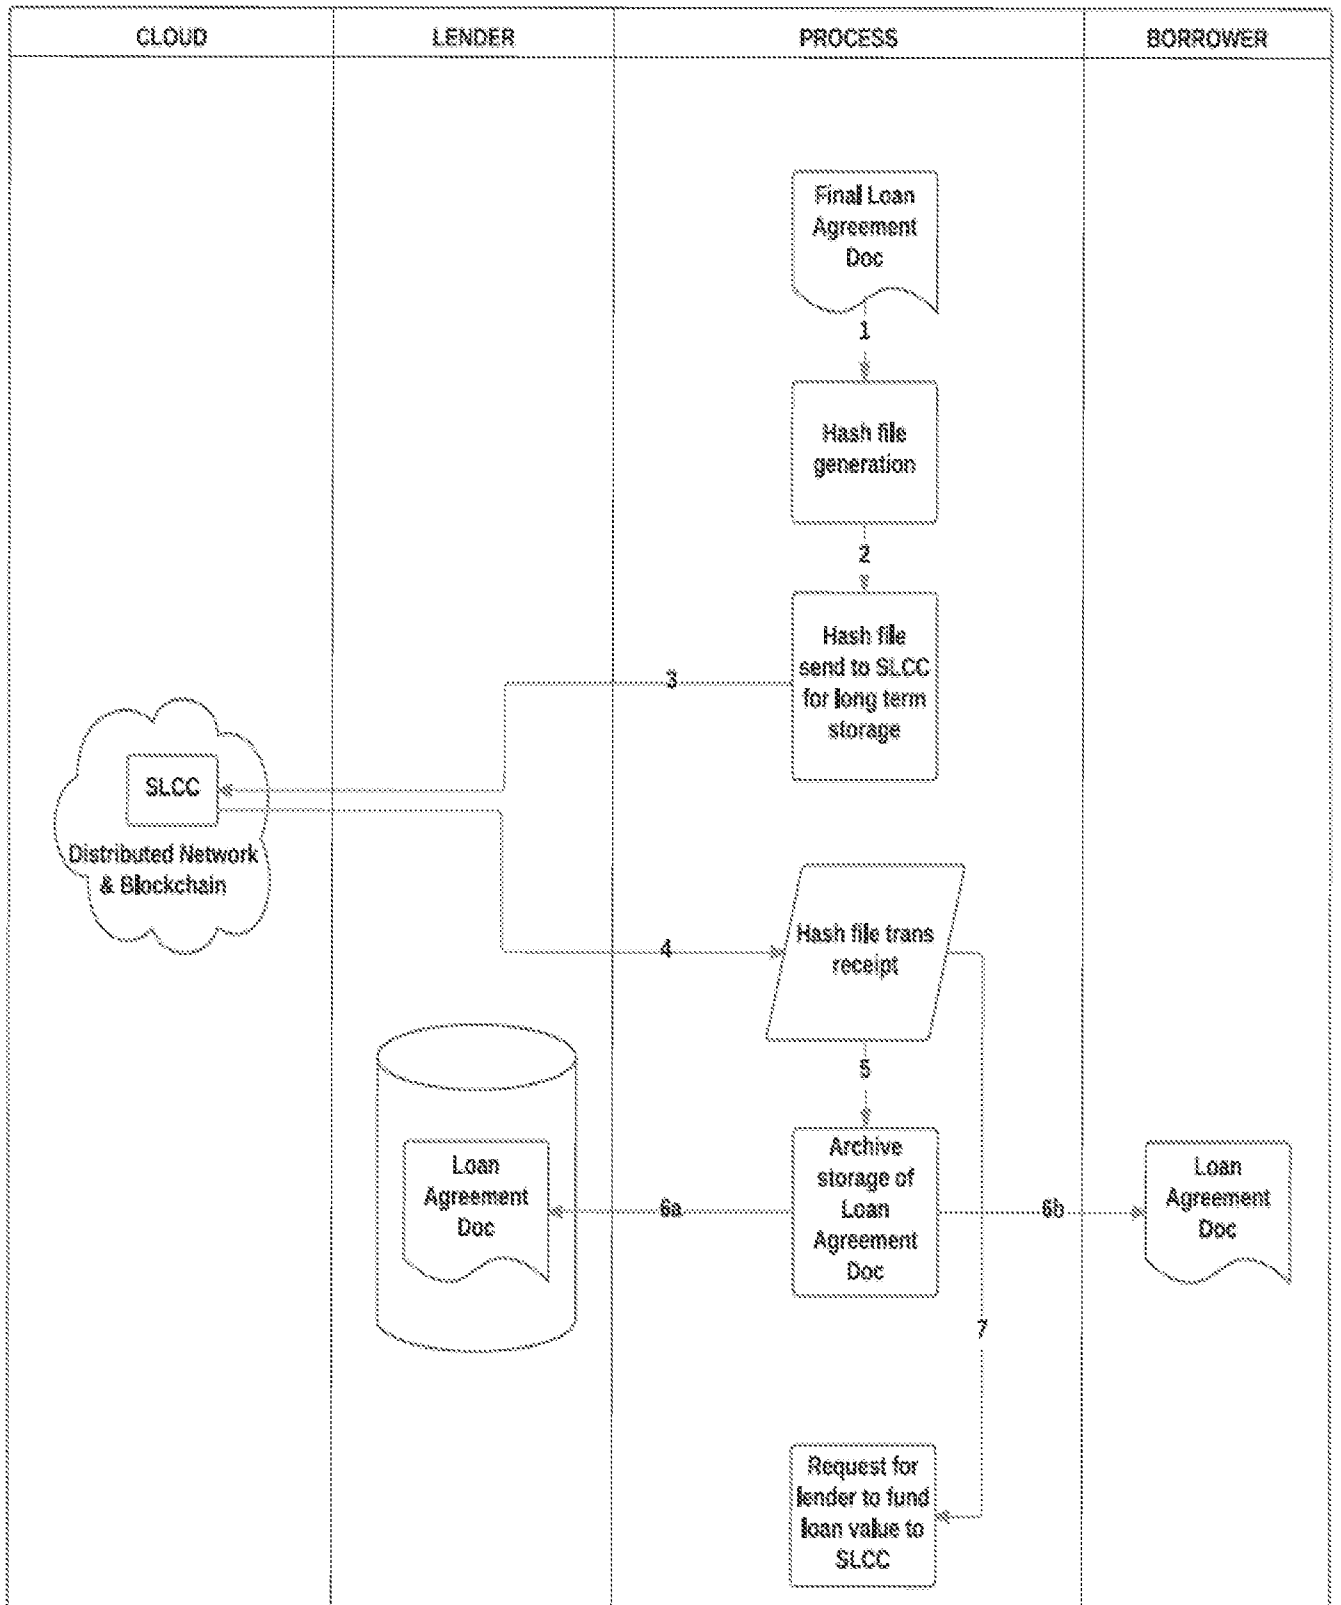 CLOUD
LENDER
PROCESS
BORROWER
Final Loan
Agreement
Doc
1
Hash file
generation
2
Hash file
send to SLCC
for long term
storage
3
SLCC
Distributed Network
& Blockchain
4
Hash file trans
receipt
5
Loan
Agreement
Doc
6a
Archive
storage of
Loan
Agreement
Doc
6b
Loan
Agreement
Doc
7
Request for
lender to fund
loan value to
SLCC